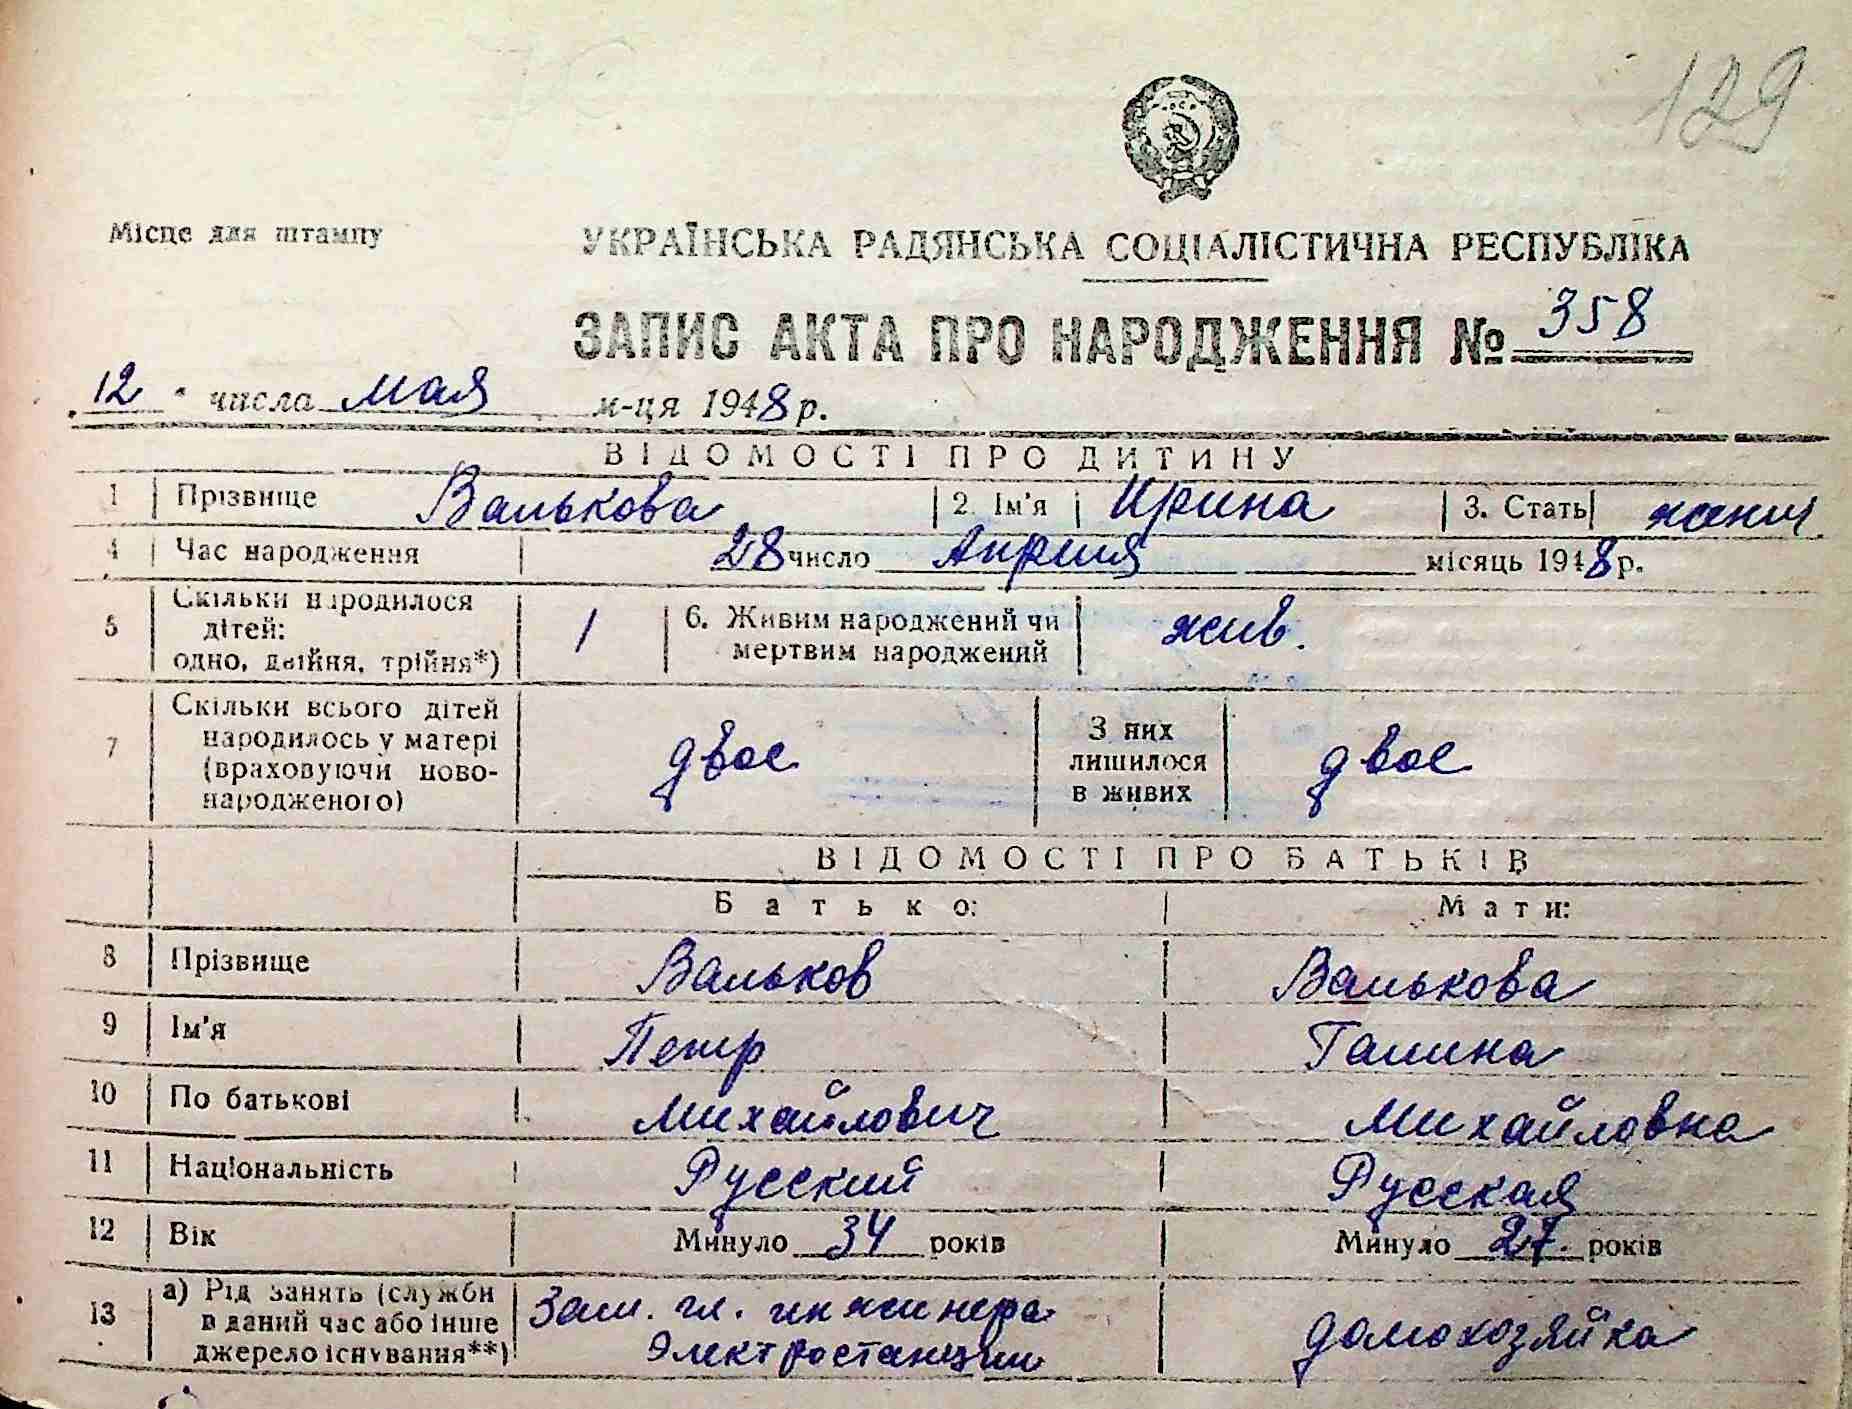 129
Місце для штампу
УКРАЇНСЬКА РАДЯНСЬКА СОЦІАЛІСТИЧНА РЕСПУБЛІКА
ЗАПИС АКТА ПРО НАРОДЖЕННЯ № 358
12 числа мая м-ця 1948 р.
ВІДОМОСТІ ПРО ДИТИНУ
1 Прізвище Валькова 2. Ім'я Ирина 3. Стать женщ
4 Час народження 28 число Апреля місяць 1948 р.
5 Скільки народилося дітей: одно, двійня, трійня*) 1 6. Живим народжений чи мертвим народжений жив.
7 Скільки всього дітей народилось у матері (враховуючи ново-народженого) двое З них лишилося в живих двое
ВІДОМОСТІ ПРО БАТЬКІВ
Батько: Мати:
8 Прізвище Вальков Валькова
9 Ім'я Петр Галина
10 По батькові Михайлович Михайловна
11 Національність Русский Русская
12 Вік Минуло 34 років Минуло 27. років
13 а) Рід занять (служби в даний час або інше джерело існування**) Зам. гл. инженера Электростанции домохозяйка